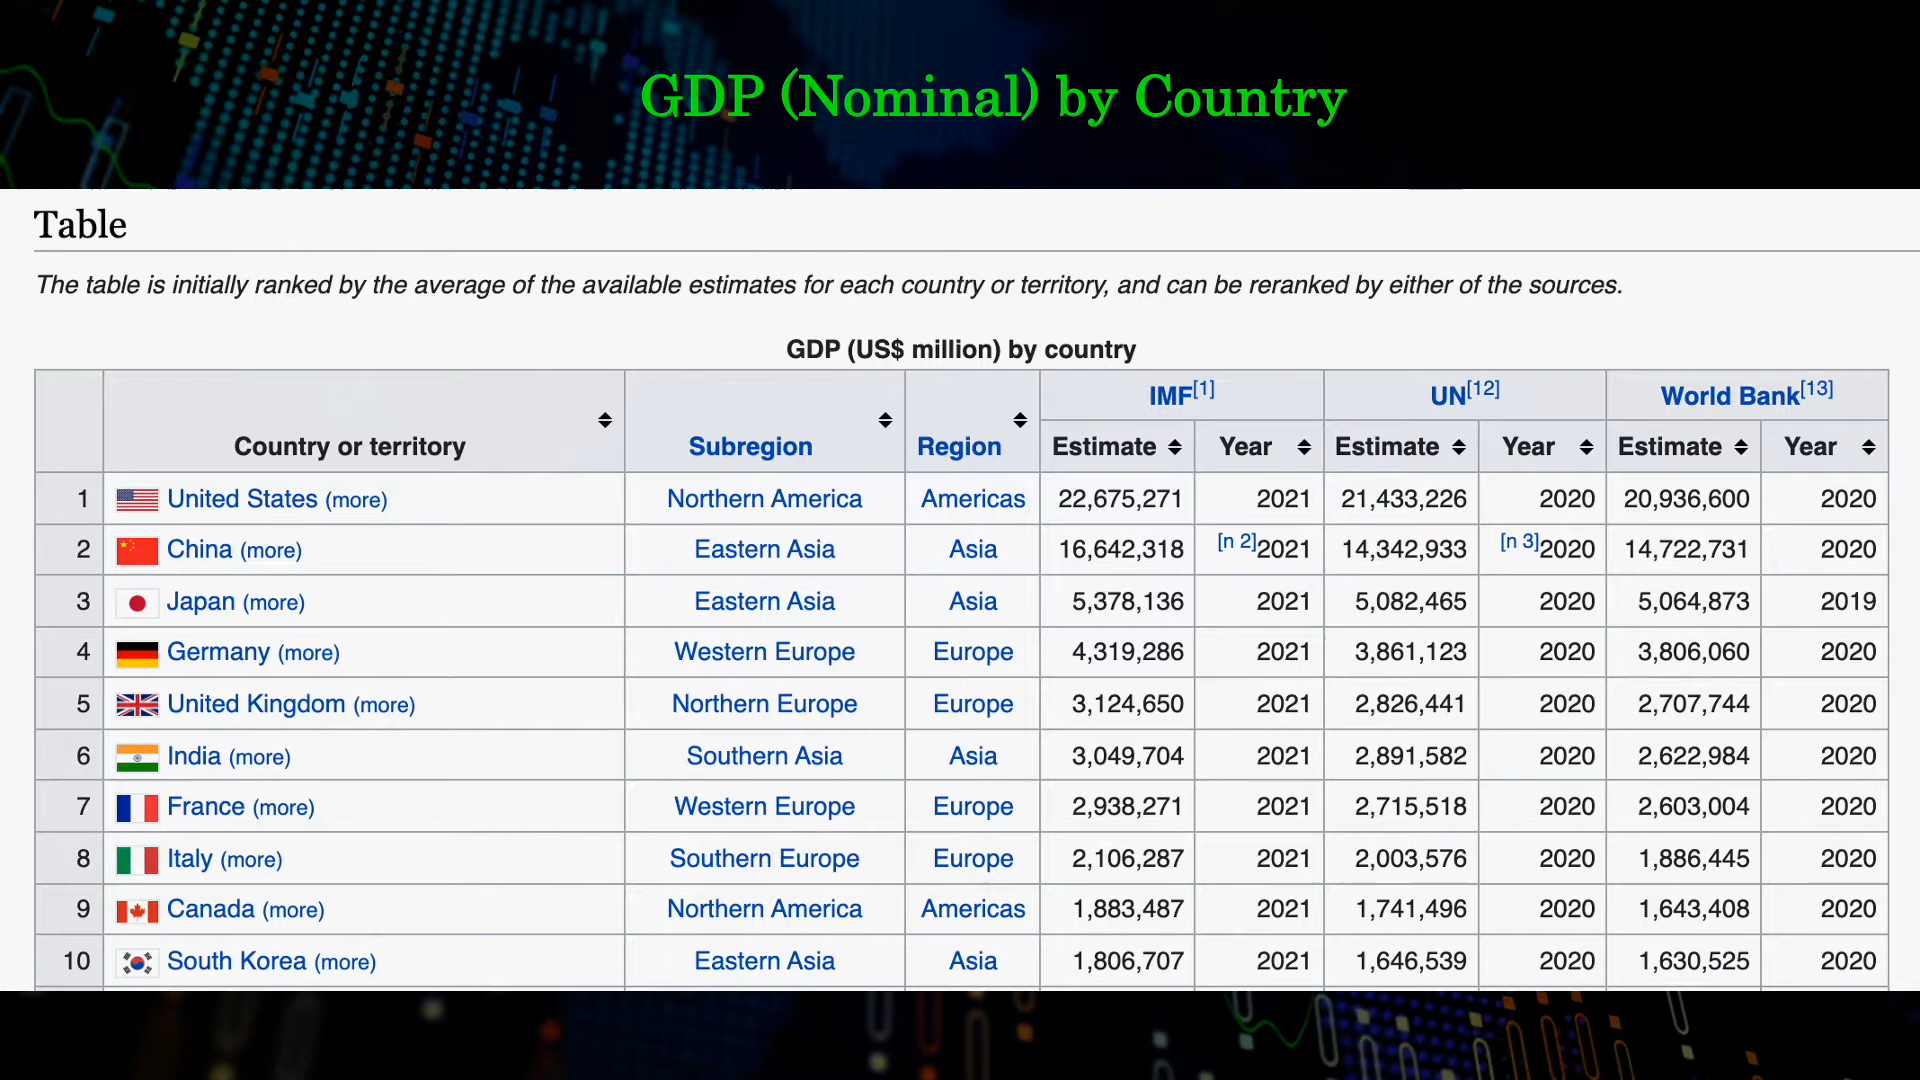 GDP (Nominal) by Country
Table
The table is initially ranked by the average of the available estimates for each country or territory, and can be reranked by either of the sources.
GDP (US$ million) by country
Country or territory Subregion Region IMF[1] UN[12] World Bank[13]
Estimate Year Estimate Year Estimate Year
1 United States (more) Northern America Americas 22,675,271 2021 21,433,226 2020 20,936,600 2020
2 China (more) Eastern Asia Asia 16,642,318 [n 2]2021 14,342,933 [n 3]2020 14,722,731 2020
3 Japan (more) Eastern Asia Asia 5,378,136 2021 5,082,465 2020 5,064,873 2019
4 Germany (more) Western Europe Europe 4,319,286 2021 3,861,123 2020 3,806,060 2020
5 United Kingdom (more) Northern Europe Europe 3,124,650 2021 2,826,441 2020 2,707,744 2020
6 India (more) Southern Asia Asia 3,049,704 2021 2,891,582 2020 2,622,984 2020
7 France (more) Western Europe Europe 2,938,271 2021 2,715,518 2020 2,603,004 2020
8 Italy (more) Southern Europe Europe 2,106,287 2021 2,003,576 2020 1,886,445 2020
9 Canada (more) Northern America Americas 1,883,487 2021 1,741,496 2020 1,643,408 2020
10 South Korea (more) Eastern Asia Asia 1,806,707 2021 1,646,539 2020 1,630,525 2020